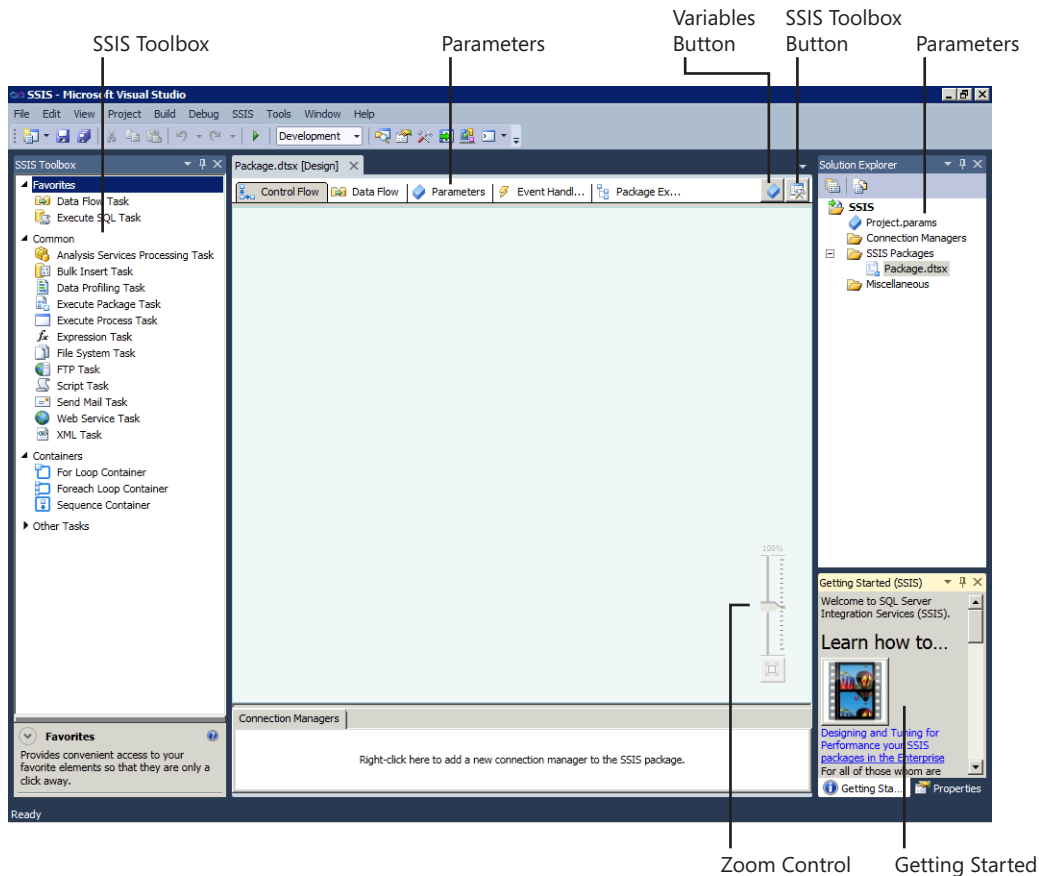 Variables
Button
SSIS Toolbox
Button
SSIS Toolbox
Parameters
Parameters
SSIS - Microsoft Visual Studio
File Edit View Project Build Debug SSIS Tools Window Help
Development
SSIS Toolbox
Favorites
Data Flow Task
Execute SQL Task
Common
Analysis Services Processing Task
Bulk Insert Task
Data Profiling Task
Execute Package Task
Execute Process Task
fx Expression Task
File System Task
FTP Task
Script Task
Send Mail Task
Web Service Task
XML Task
Containers
For Loop Container
Foreach Loop Container
Sequence Container
Other Tasks
Favorites
Provides convenient access to your
favorite elements so that they are only a
click away.
Package.dtsx [Design]
Control Flow Data Flow Parameters Event Handl... Package Ex...
100%
Connection Managers
Right-click here to add a new connection manager to the SSIS package.
Solution Explorer
SSIS
Project.params
Connection Managers
SSIS Packages
Package.dtsx
Miscellaneous
Getting Started (SSIS)
Welcome to SQL Server
Integration Services (SSIS).
Learn how to...
Designing and Tuning for
Performance your SSIS
packages in the Enterprise
For all of those whom are
Getting Sta... Properties
Ready
Zoom Control
Getting Started